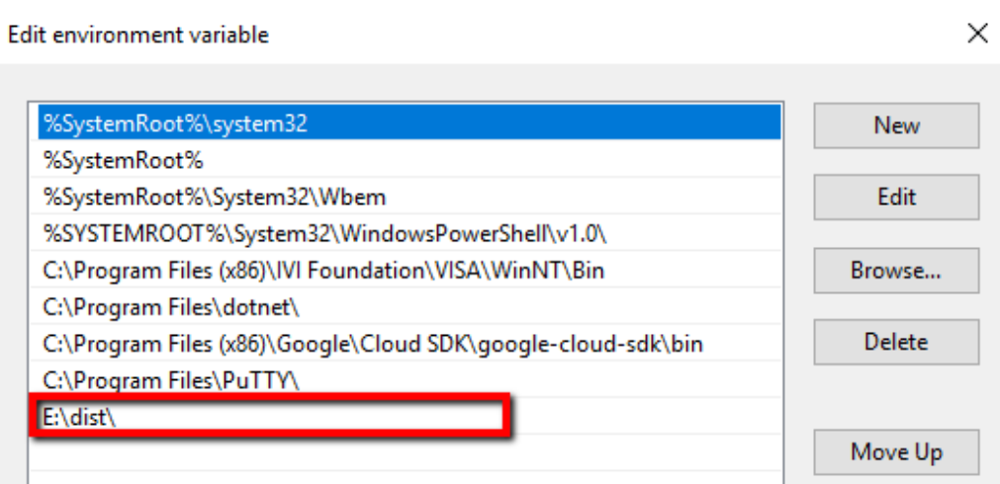 Edit environment variable
%SystemRoot%\system32
%SystemRoot%
%SystemRoot%\System32\Wbem
%SYSTEMROOT%\System32\WindowsPowerShell\v1.0\
C:\Program Files (x86)\IVI Foundation\VISA\WinNT\Bin
C:\Program Files\dotnet\
C:\Program Files (x86)\Google\Cloud SDK\google-cloud-sdk\bin
C:\Program Files\PuTTY\
E:\dist\
New
Edit
Browse...
Delete
Move Up